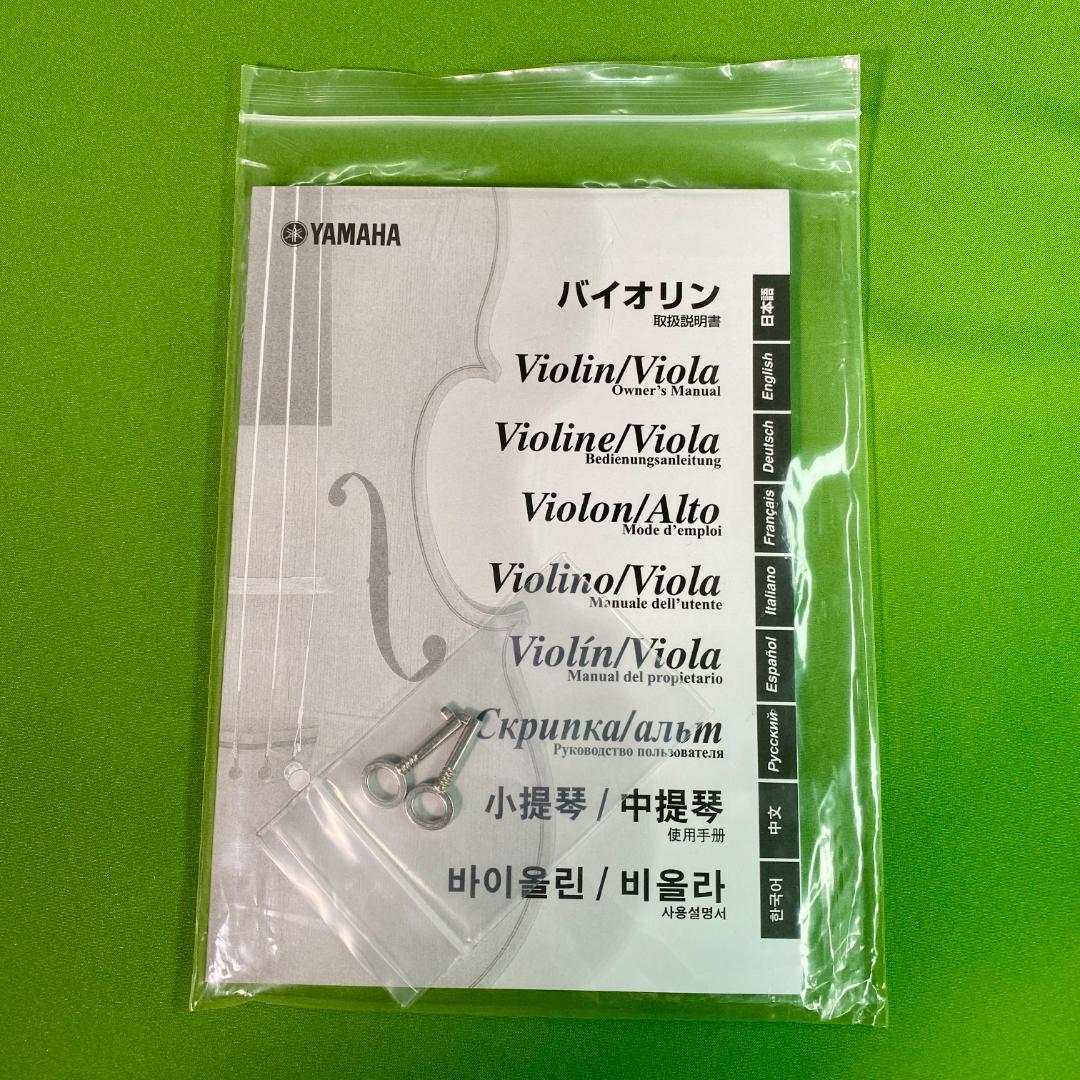 YAMAHA
バイオリン
取扱説明書
Violin/Viola
Owner's Manual
Violine/Viola
Bedienungsanleitung
Violon/Alto
Mode d'emploi
Violino/Viola
Manuale dell'utente
Violín/Viola
Manual del propietario
Скрипка/альт
Руководство пользователя
小提琴 / 中提琴
使用手册
바이올린 / 비올라
사용설명서
日本語
English
Deutsch
Français
Italiano
Español
Русский
中文
한국어